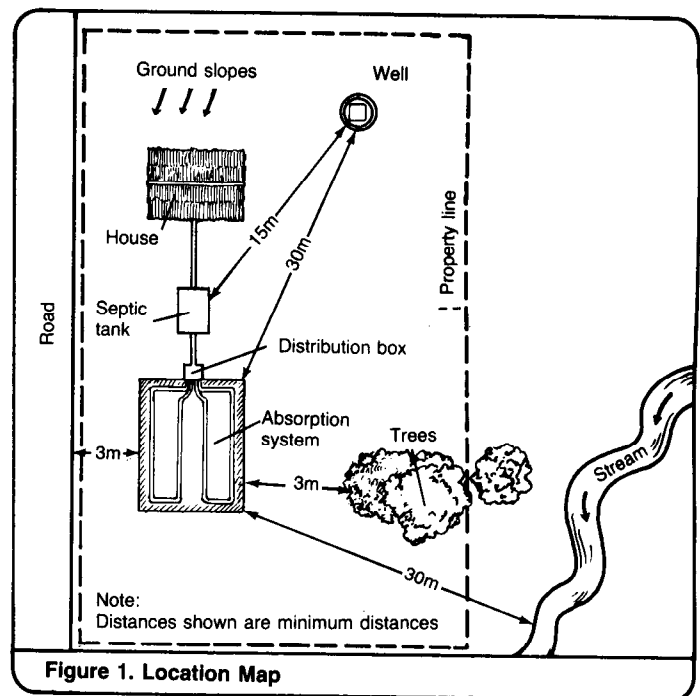 Ground slopes
Well
House
15m
30m
Property line
Septic
tank
Road
Distribution box
Absorption
system
Trees
3m
3m
Stream
30m
Note:
Distances shown are minimum distances
Figure 1. Location Map